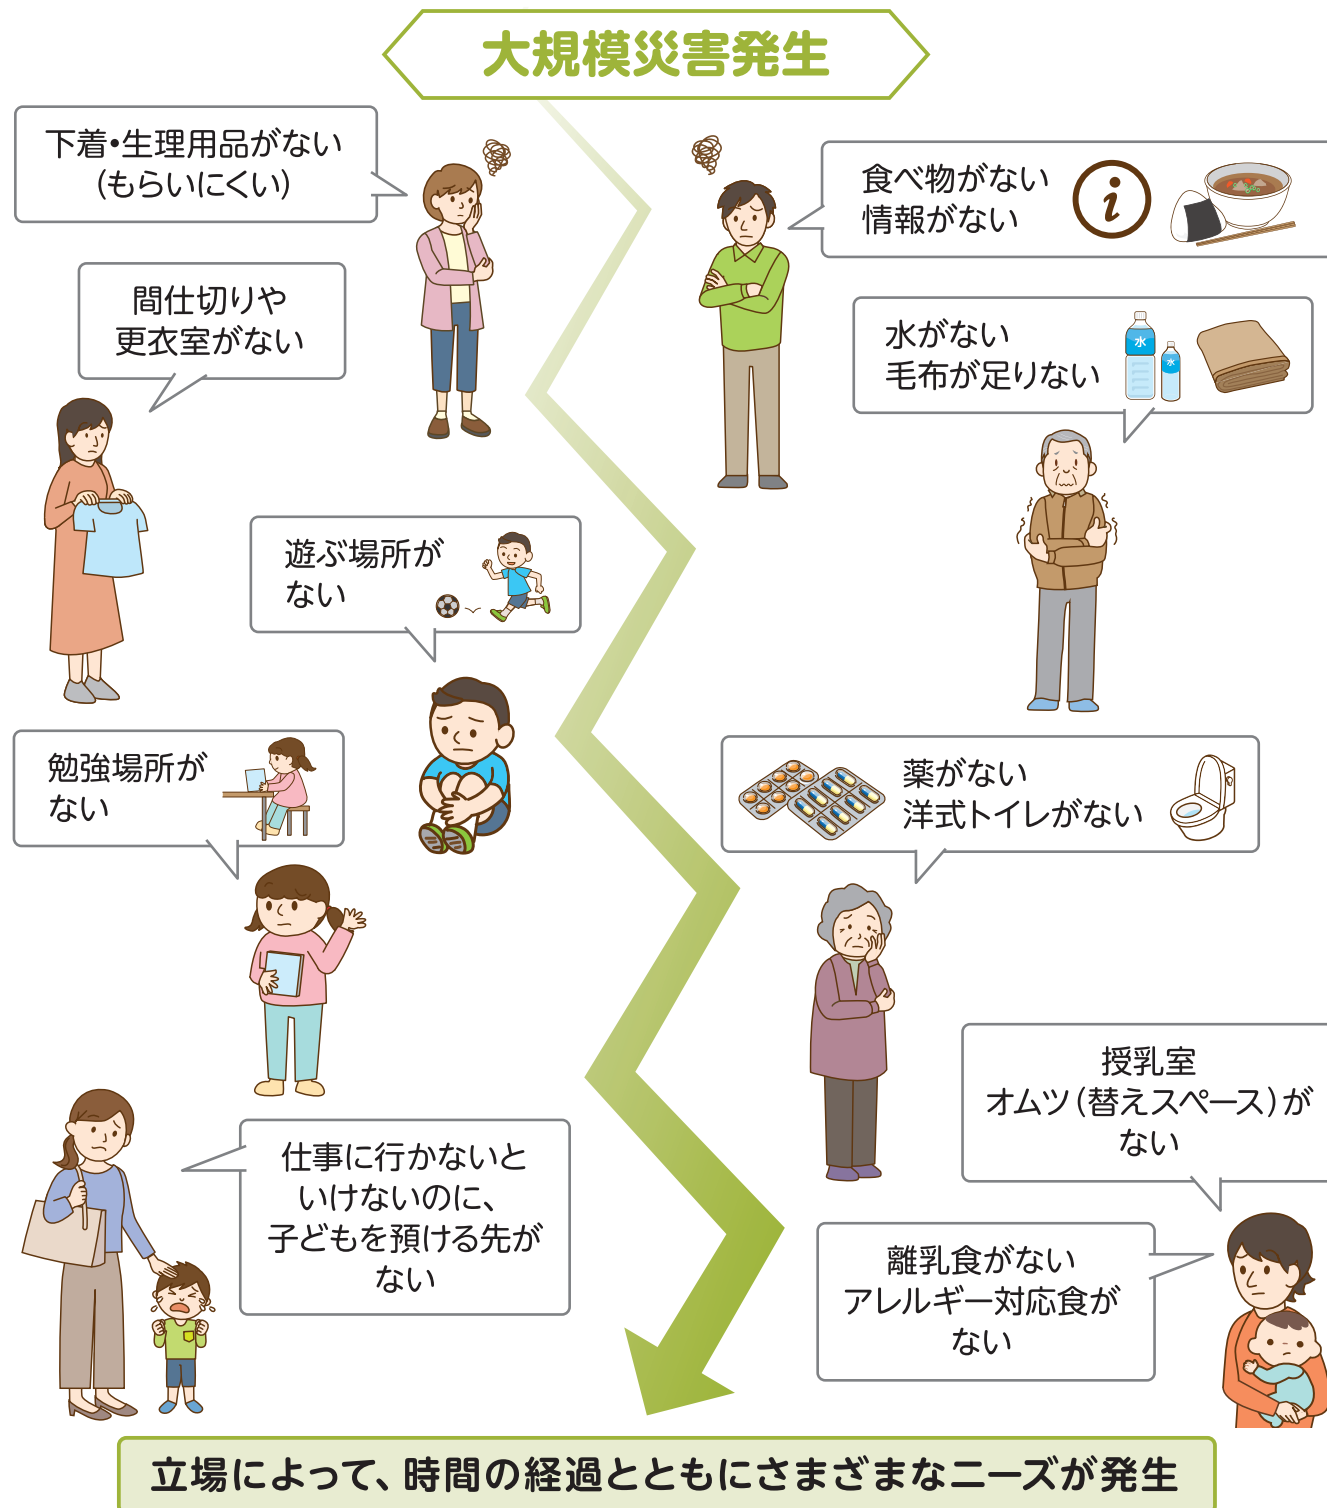 大規模災害発生
下着・生理用品がない
(もらいにくい)
食べ物がない
情報がない
i
間仕切りや
更衣室がない
水がない
毛布が足りない
水
水
遊ぶ場所が
ない
勉強場所が
ない
薬がない
洋式トイレがない
授乳室
オムツ(替えスペース)が
ない
仕事に行かないと
いけないのに、
子どもを預ける先が
ない
離乳食がない
アレルギー対応食が
ない
立場によって、時間の経過とともにさまざまなニーズが発生